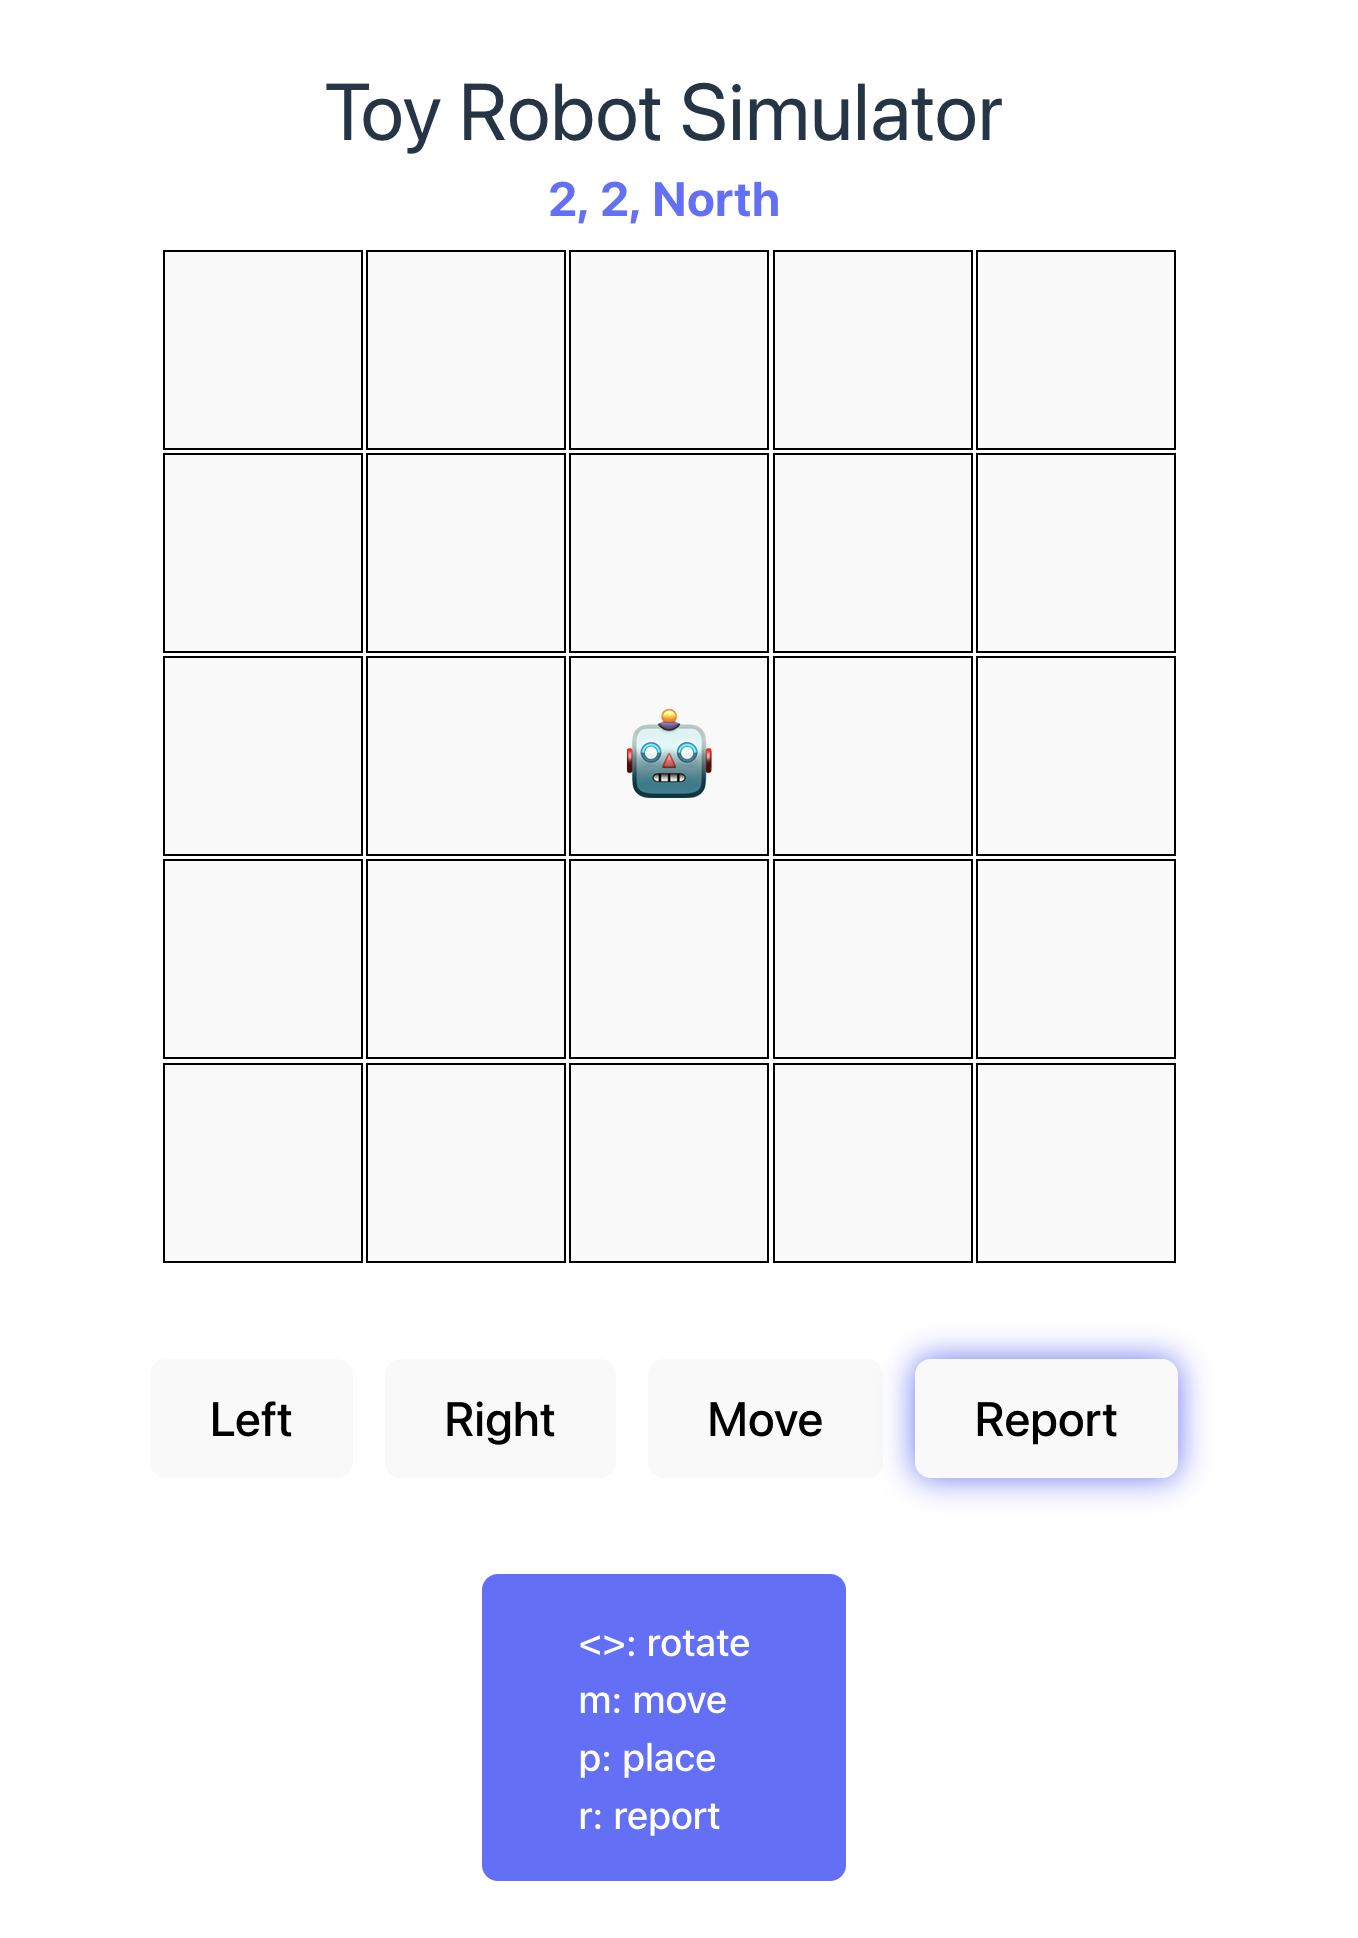 Toy Robot Simulator
2, 2, North
Left Right Move Report
<>: rotate
m: move
p: place
r: report